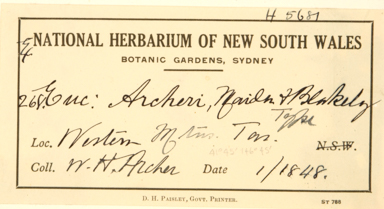 H 5681
NATIONAL HERBARIUM OF NEW SOUTH WALES
BOTANIC GARDENS, SYDNEY
Euc: Archeri, Maiden & Blakely
Type
Loc. Western Mtns. Tas. N.S.W.
Coll. W.H. Archer Date 1/1848.
D. H. PAISLEY, GOVT. PRINTER. SY 788